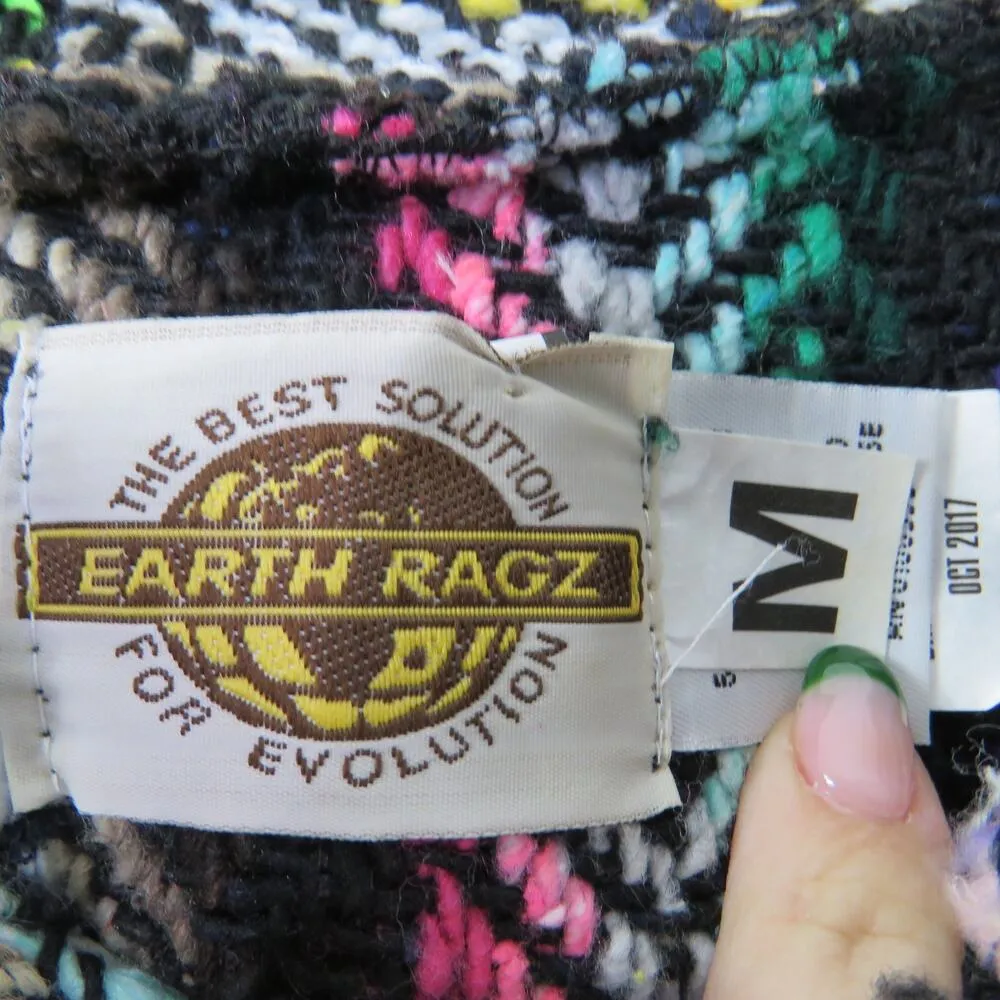 THE BEST SOLUTION
EARTH RAGZ
FOR EVOLUTION
M
OCT 2017